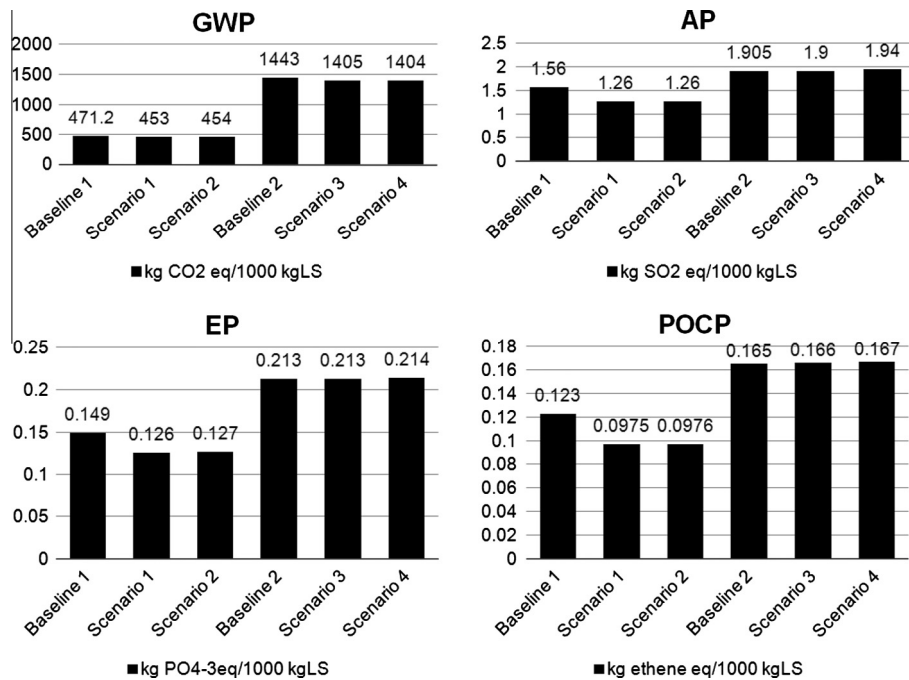 GWP
2000
1500
1000
500
0
471.2
453
454
1443
1405
1404
Baseline 1
Scenario 1
Scenario 2
Baseline 2
Scenario 3
Scenario 4
kg CO2 eq/1000 kgLS
AP
2.5
2
1.5
1
0.5
0
1.56
1.26
1.26
1.905
1.9
1.94
Baseline 1
Scenario 1
Scenario 2
Baseline 2
Scenario 3
Scenario 4
kg SO2 eq/1000 kgLS
EP
0.25
0.2
0.15
0.1
0.05
0
0.149
0.126
0.127
0.213
0.213
0.214
Baseline 1
Scenario 1
Scenario 2
Baseline 2
Scenario 3
Scenario 4
kg PO4-3eq/1000 kgLS
POCP
0.18
0.16
0.14
0.12
0.1
0.08
0.06
0.04
0.02
0
0.123
0.0975
0.0976
0.165
0.166
0.167
Baseline 1
Scenario 1
Scenario 2
Baseline 2
Scenario 3
Scenario 4
kg ethene eq/1000 kgLS